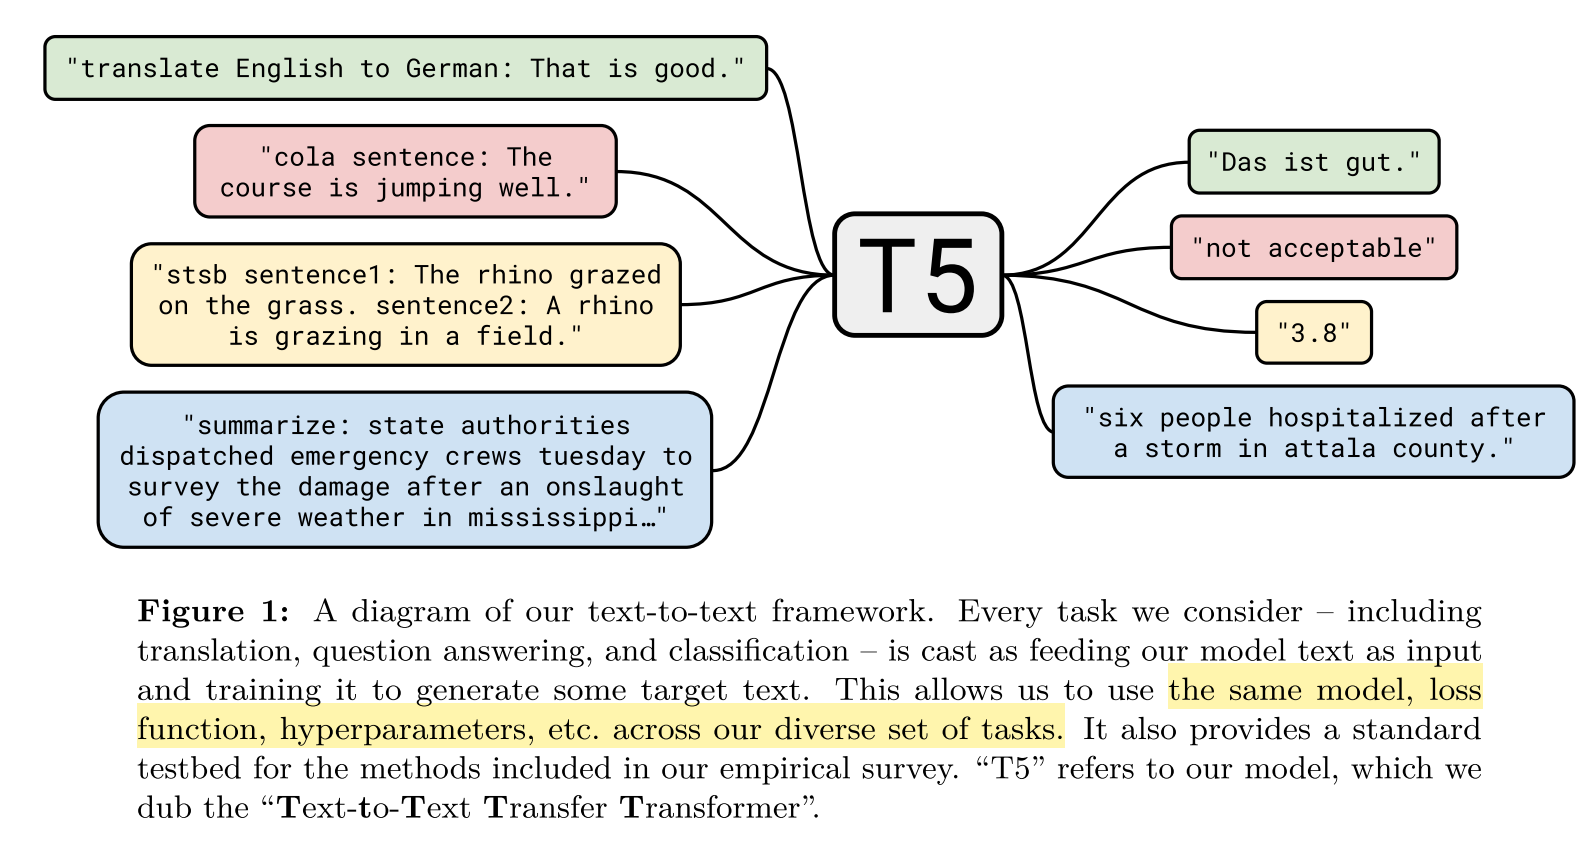 "translate English to German: That is good."
"cola sentence: The
course is jumping well."
"stsb sentence1: The rhino grazed
on the grass. sentence2: A rhino
is grazing in a field."
"summarize: state authorities
dispatched emergency crews tuesday to
survey the damage after an onslaught
of severe weather in mississippi…"
T5
"Das ist gut."
"not acceptable"
"3.8"
"six people hospitalized after
a storm in attala county."
Figure 1: A diagram of our text-to-text framework. Every task we consider – including
translation, question answering, and classification – is cast as feeding our model text as input
and training it to generate some target text. This allows us to use the same model, loss
function, hyperparameters, etc. across our diverse set of tasks. It also provides a standard
testbed for the methods included in our empirical survey. “T5” refers to our model, which we
dub the “Text-to-Text Transfer Transformer”.